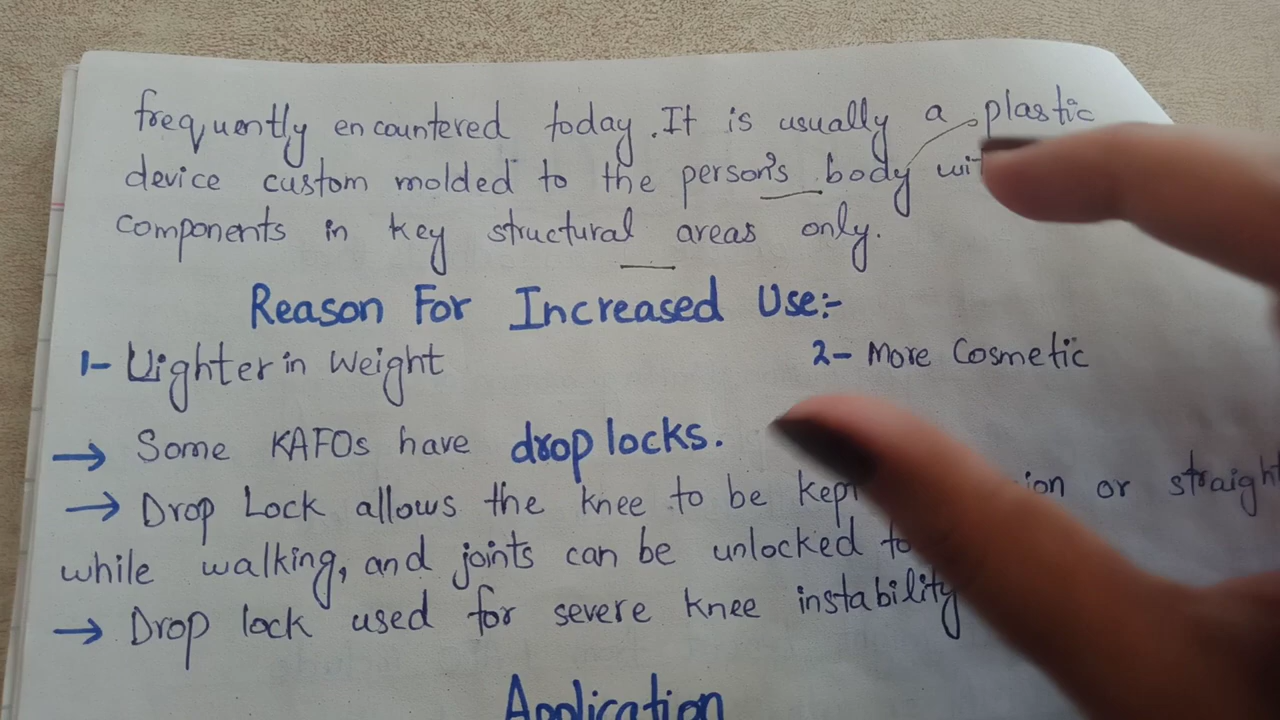 frequently encountered today. It is usually a plastic
device custom molded to the person's body
components in key structural areas only.
Reason For Increased Use:-
1- Lighter in Weight 2- More Cosmetic
→ Some KAFOs have drop locks.
→ Drop Lock allows the knee to be kept or straight
while walking, and joints can be unlocked to
→ Drop lock used for severe knee instability
Application